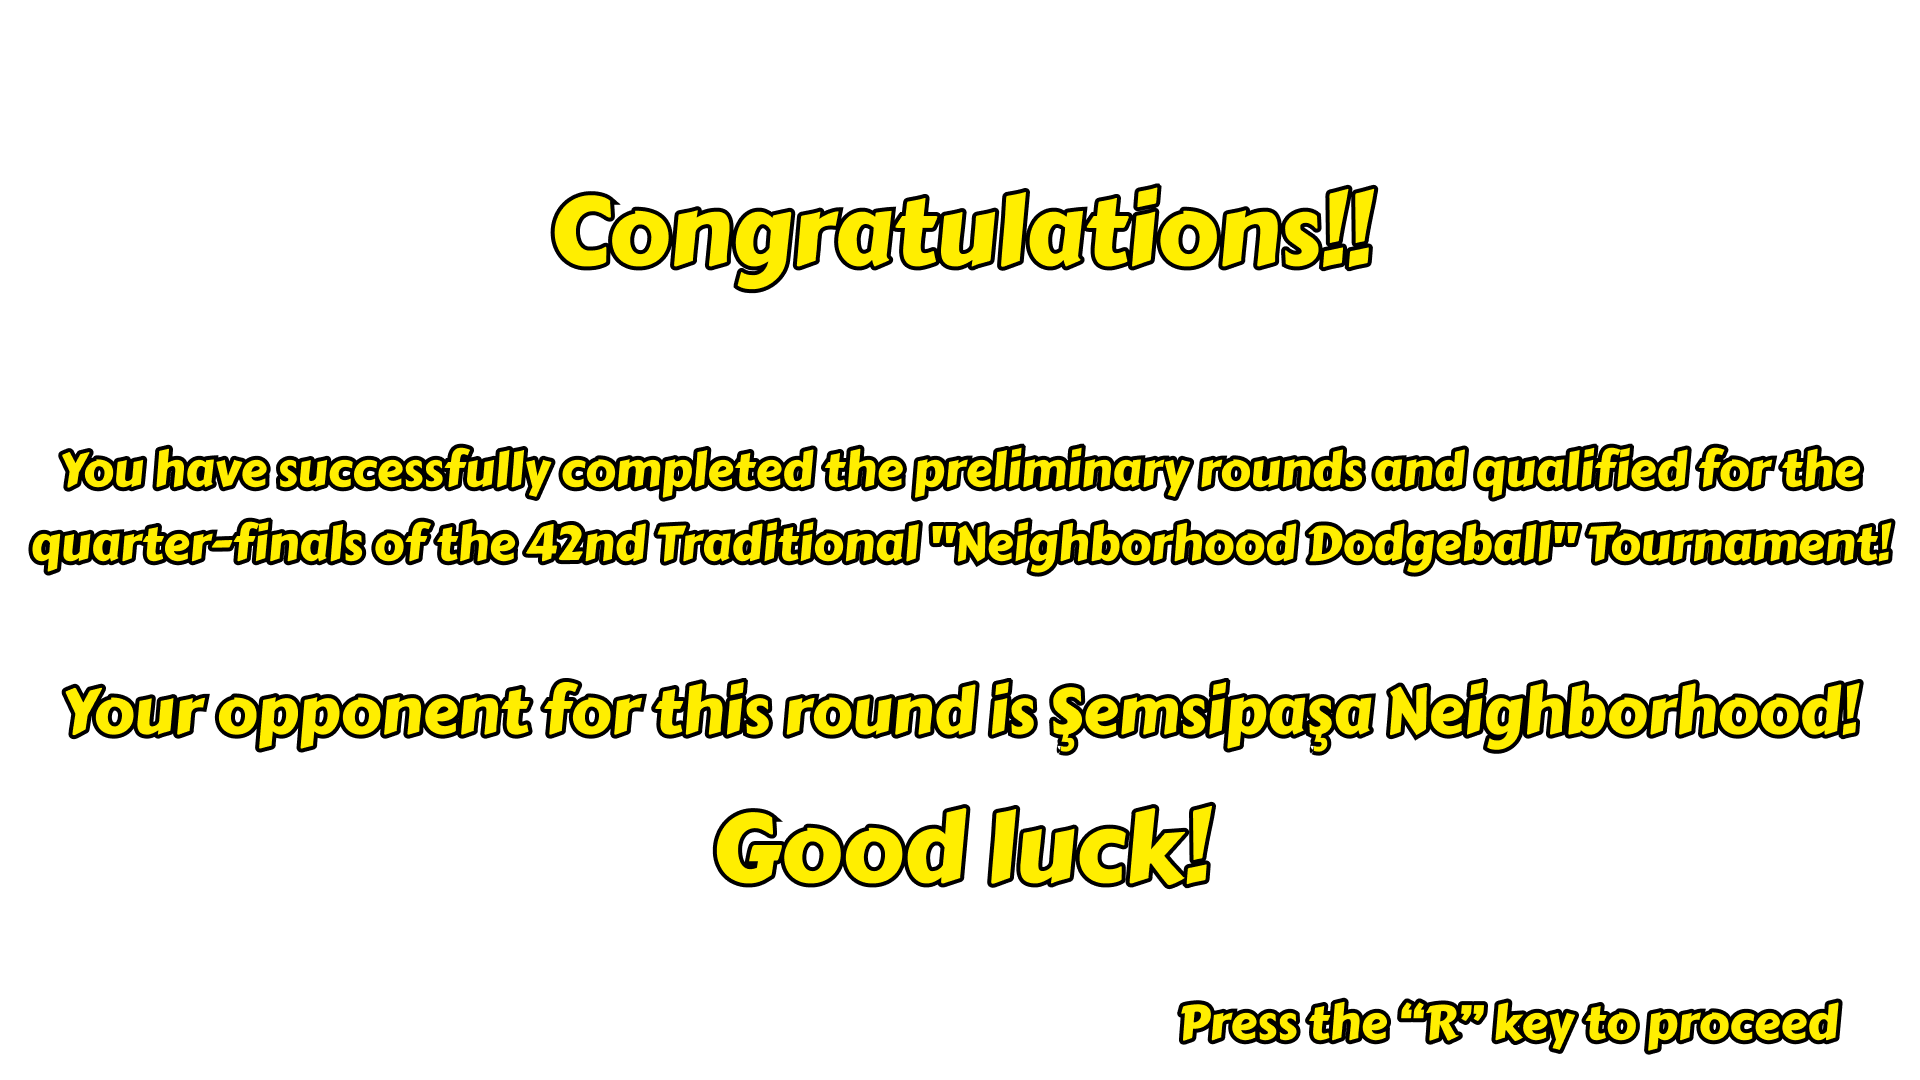 Congratulations!!
You have successfully completed the preliminary rounds and qualified for the
quarter-finals of the 42nd Traditional "Neighborhood Dodgeball" Tournament!
Your opponent for this round is Şemsipaşa Neighborhood!
Good luck!
Press the “R” key to proceed